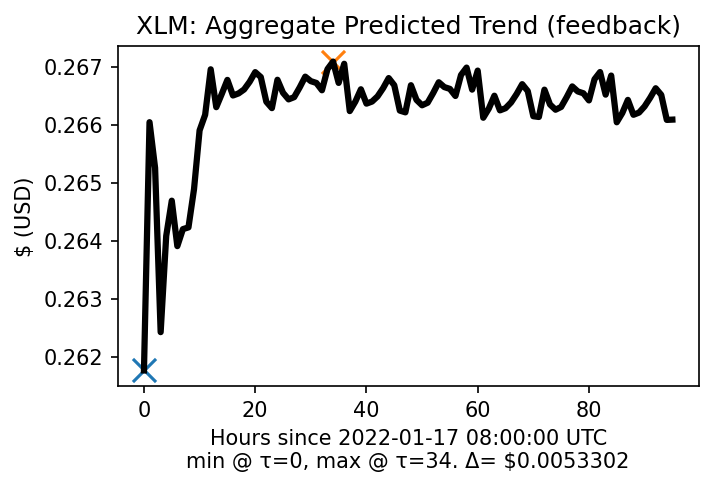 XLM: Aggregate Predicted Trend (feedback)
$ (USD)
0.267
0.266
0.265
0.264
0.263
0.262
0 20 40 60 80
Hours since 2022-01-17 08:00:00 UTC
min @ τ=0, max @ τ=34. Δ= $0.0053302